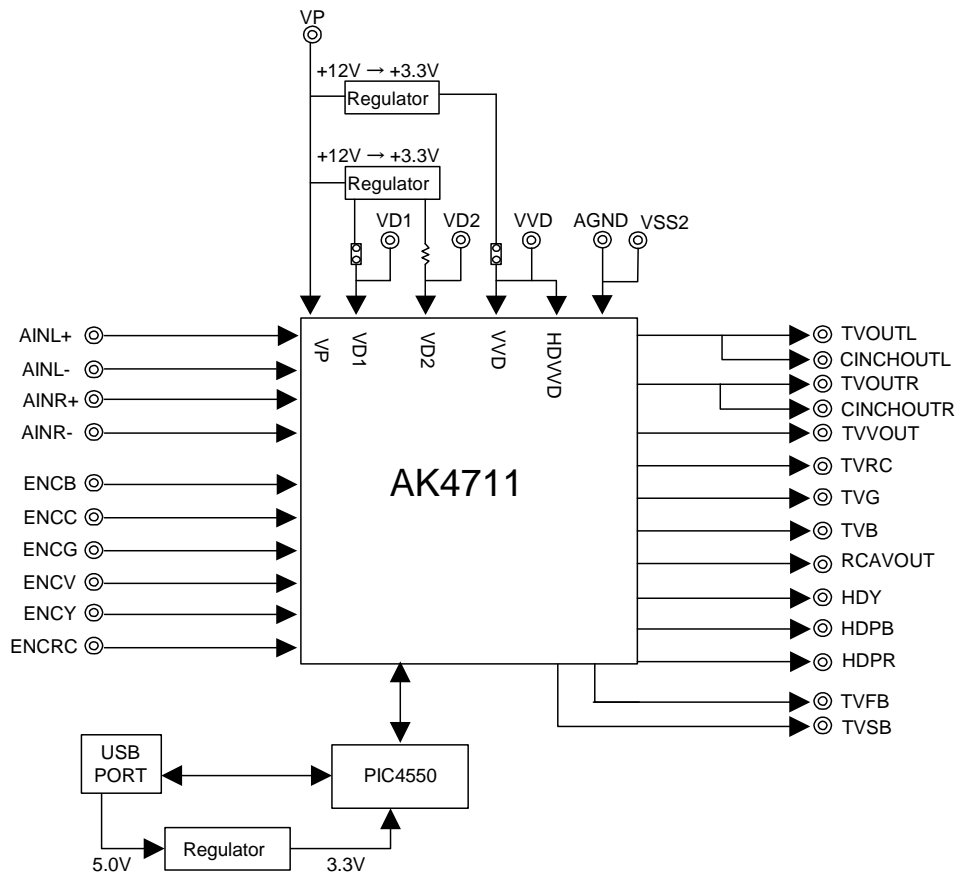 VP
+12V → +3.3V
Regulator
+12V → +3.3V
Regulator
VD1
VD2
VVD
AGND
VSS2
VP
VD1
VD2
VVD
HDVVD
AINL+
AINL-
AINR+
AINR-
ENCB
ENCC
ENCG
ENCV
ENCY
ENCRC
AK4711
TVOUTL
CINCHOUTL
TVOUTR
CINCHOUTR
TVVOUT
TVRC
TVG
TVB
RCAVOUT
HDY
HDPB
HDPR
TVFB
TVSB
USB
PORT
PIC4550
Regulator
5.0V
3.3V